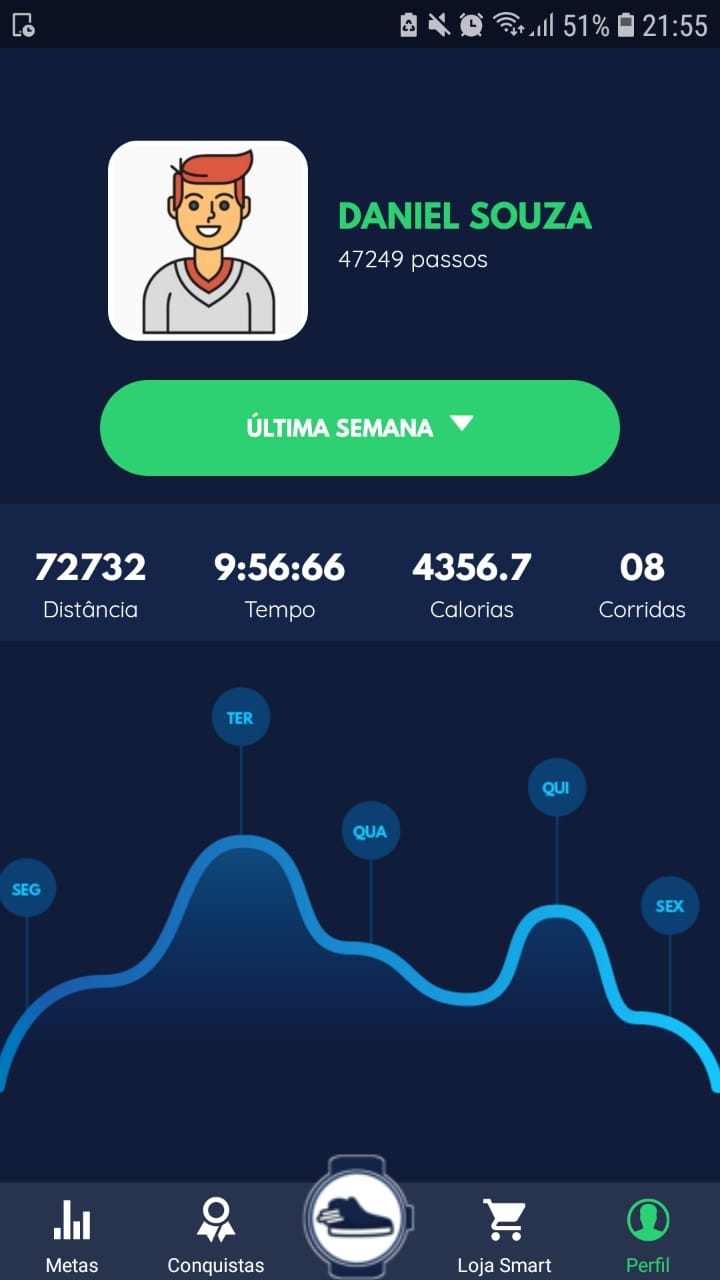 51% 21:55
DANIEL SOUZA
47249 passos
ÚLTIMA SEMANA
72732 9:56:66 4356.7 08
Distância Tempo Calorias Corridas
TER
QUI
QUA
SEG
SEX
Metas Conquistas Loja Smart Perfil